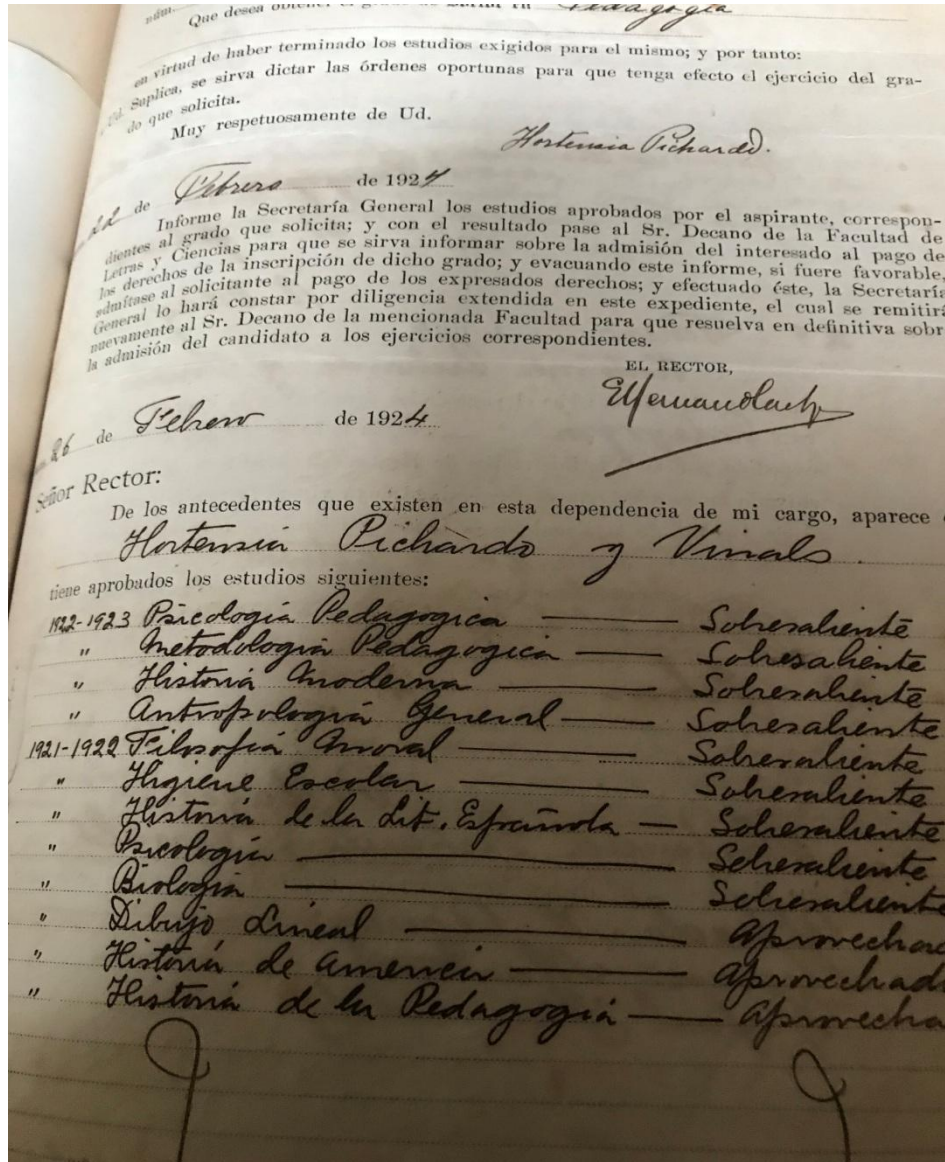 núm.
Que desea obtener el grado de Doctor en Pedagogía
en virtud de haber terminado los estudios exigidos para el mismo; y por tanto:
Ud. Suplica, se sirva dictar las órdenes oportunas para que tenga efecto el ejercicio del gra-
do que solicita.
Muy respetuosamente de Ud.
Hortensia Pichardo.
22 de Febrero de 1924
Informe la Secretaría General los estudios aprobados por el aspirante, correspon-
dientes al grado que solicita; y con el resultado pase al Sr. Decano de la Facultad de
Letras y Ciencias para que se sirva informar sobre la admisión del interesado al pago de
los derechos de la inscripción de dicho grado; y evacuando este informe, si fuere favorable,
admítase al solicitante al pago de los expresados derechos; y efectuado éste, la Secretaría
General lo hará constar por diligencia extendida en este expediente, el cual se remitirá
nuevamente al Sr. Decano de la mencionada Facultad para que resuelva en definitiva sobr
la admisión del candidato a los ejercicios correspondientes.
EL RECTOR,
26 de Febrero de 1924
Señor Rector:
De los antecedentes que existen en esta dependencia de mi cargo, aparece
Hortensia Pichardo y Vinals
tiene aprobados los estudios siguientes:
1922-1923 Psicología Pedagogica — Sobresaliente
" Metodología Pedagogica — Sobresaliente
" Historia Moderna — Sobresaliente
" Antropología General — Sobresaliente
1921-1922 Filosofía Moral — Sobresaliente
" Higiene Escolar — Sobresaliente
" Historia de la Lit. Española — Sobresaliente
" Psicología — Sobresaliente
" Biología — Sobresaliente
" Dibujo Lineal — Aprovechad
" Historia de America — Aprovechad
" Historia de la Pedagogía — Aprovecha